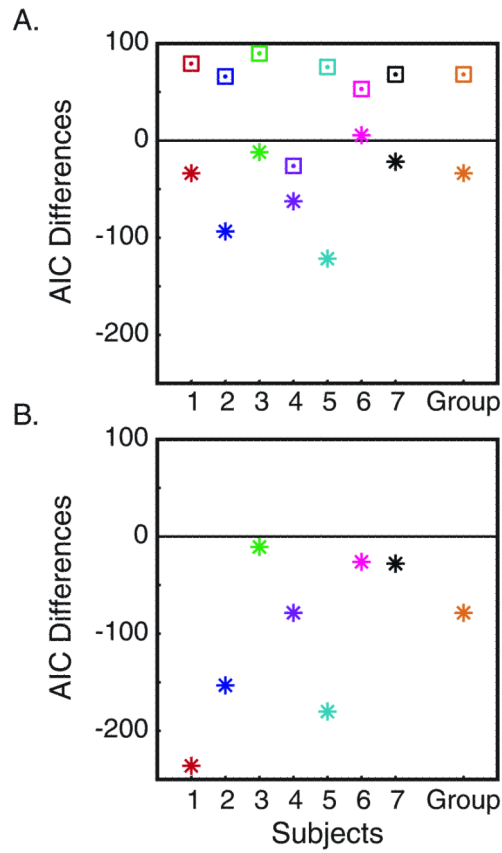 A.
AIC Differences
100
0
-100
-200
1 2 3 4 5 6 7 Group
B.
AIC Differences
100
0
-100
-200
1 2 3 4 5 6 7 Group
Subjects